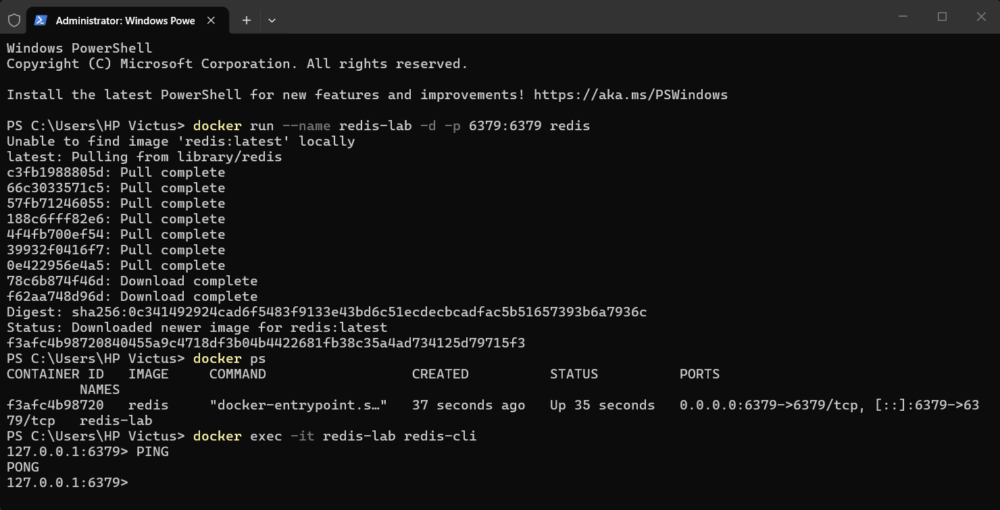 Administrator: Windows Powe
Windows PowerShell
Copyright (C) Microsoft Corporation. All rights reserved.
Install the latest PowerShell for new features and improvements! https://aka.ms/PSWindows
PS C:\Users\HP Victus> docker run --name redis-lab -d -p 6379:6379 redis
Unable to find image 'redis:latest' locally
latest: Pulling from library/redis
c3fb1988805d: Pull complete
66c3033571c5: Pull complete
57fb71246055: Pull complete
188c6fff82e6: Pull complete
4f4fb700ef54: Pull complete
39932f0416f7: Pull complete
0e422956e4a5: Pull complete
78c6b874f46d: Download complete
f62aa748d96d: Download complete
Digest: sha256:0c341492924cad6f5483f9133e43bd6c51ecdecbcadfac5b51657393b6a7936c
Status: Downloaded newer image for redis:latest
f3afc4b98720840455a9c4718df3b04b4422681fb38c35a4ad734125d79715f3
PS C:\Users\HP Victus> docker ps
CONTAINER ID   IMAGE     COMMAND                  CREATED          STATUS          PORTS
         NAMES
f3afc4b98720   redis     "docker-entrypoint.s…"   37 seconds ago   Up 35 seconds   0.0.0.0:6379->6379/tcp, [::]:6379->63
79/tcp   redis-lab
PS C:\Users\HP Victus> docker exec -it redis-lab redis-cli
127.0.0.1:6379> PING
PONG
127.0.0.1:6379>